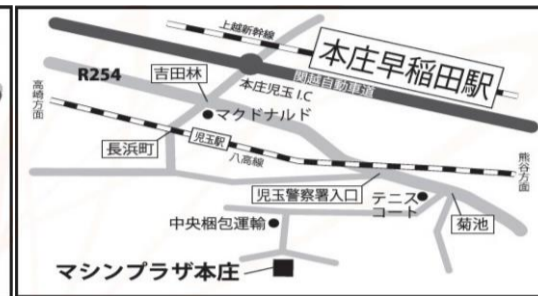 上越新幹線
本庄早稲田駅
関越自動車道
R254
吉田林
本庄児玉I.C
高崎方面
マクドナルド
児玉駅
長浜町
八高線
熊谷方面
児玉警察署入口
テニス
コート
菊池
中央梱包運輸
マシンプラザ本庄